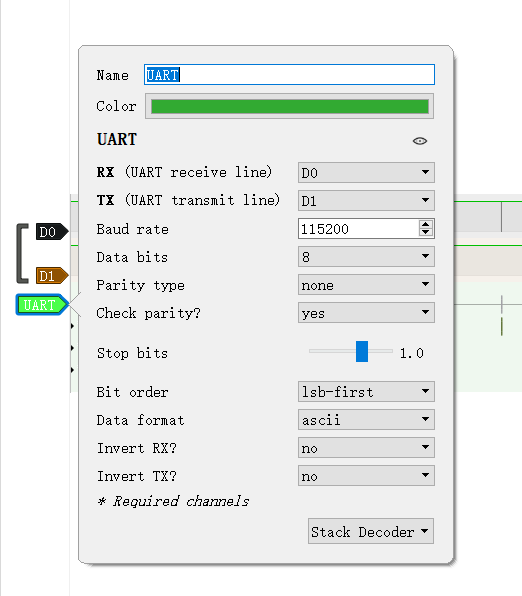 Name UART
Color
UART
RX (UART receive line) D0
TX (UART transmit line) D1
Baud rate 115200
Data bits 8
Parity type none
Check parity? yes
Stop bits 1.0
Bit order lsb-first
Data format ascii
Invert RX? no
Invert TX? no
* Required channels
Stack Decoder
D0
D1
UART